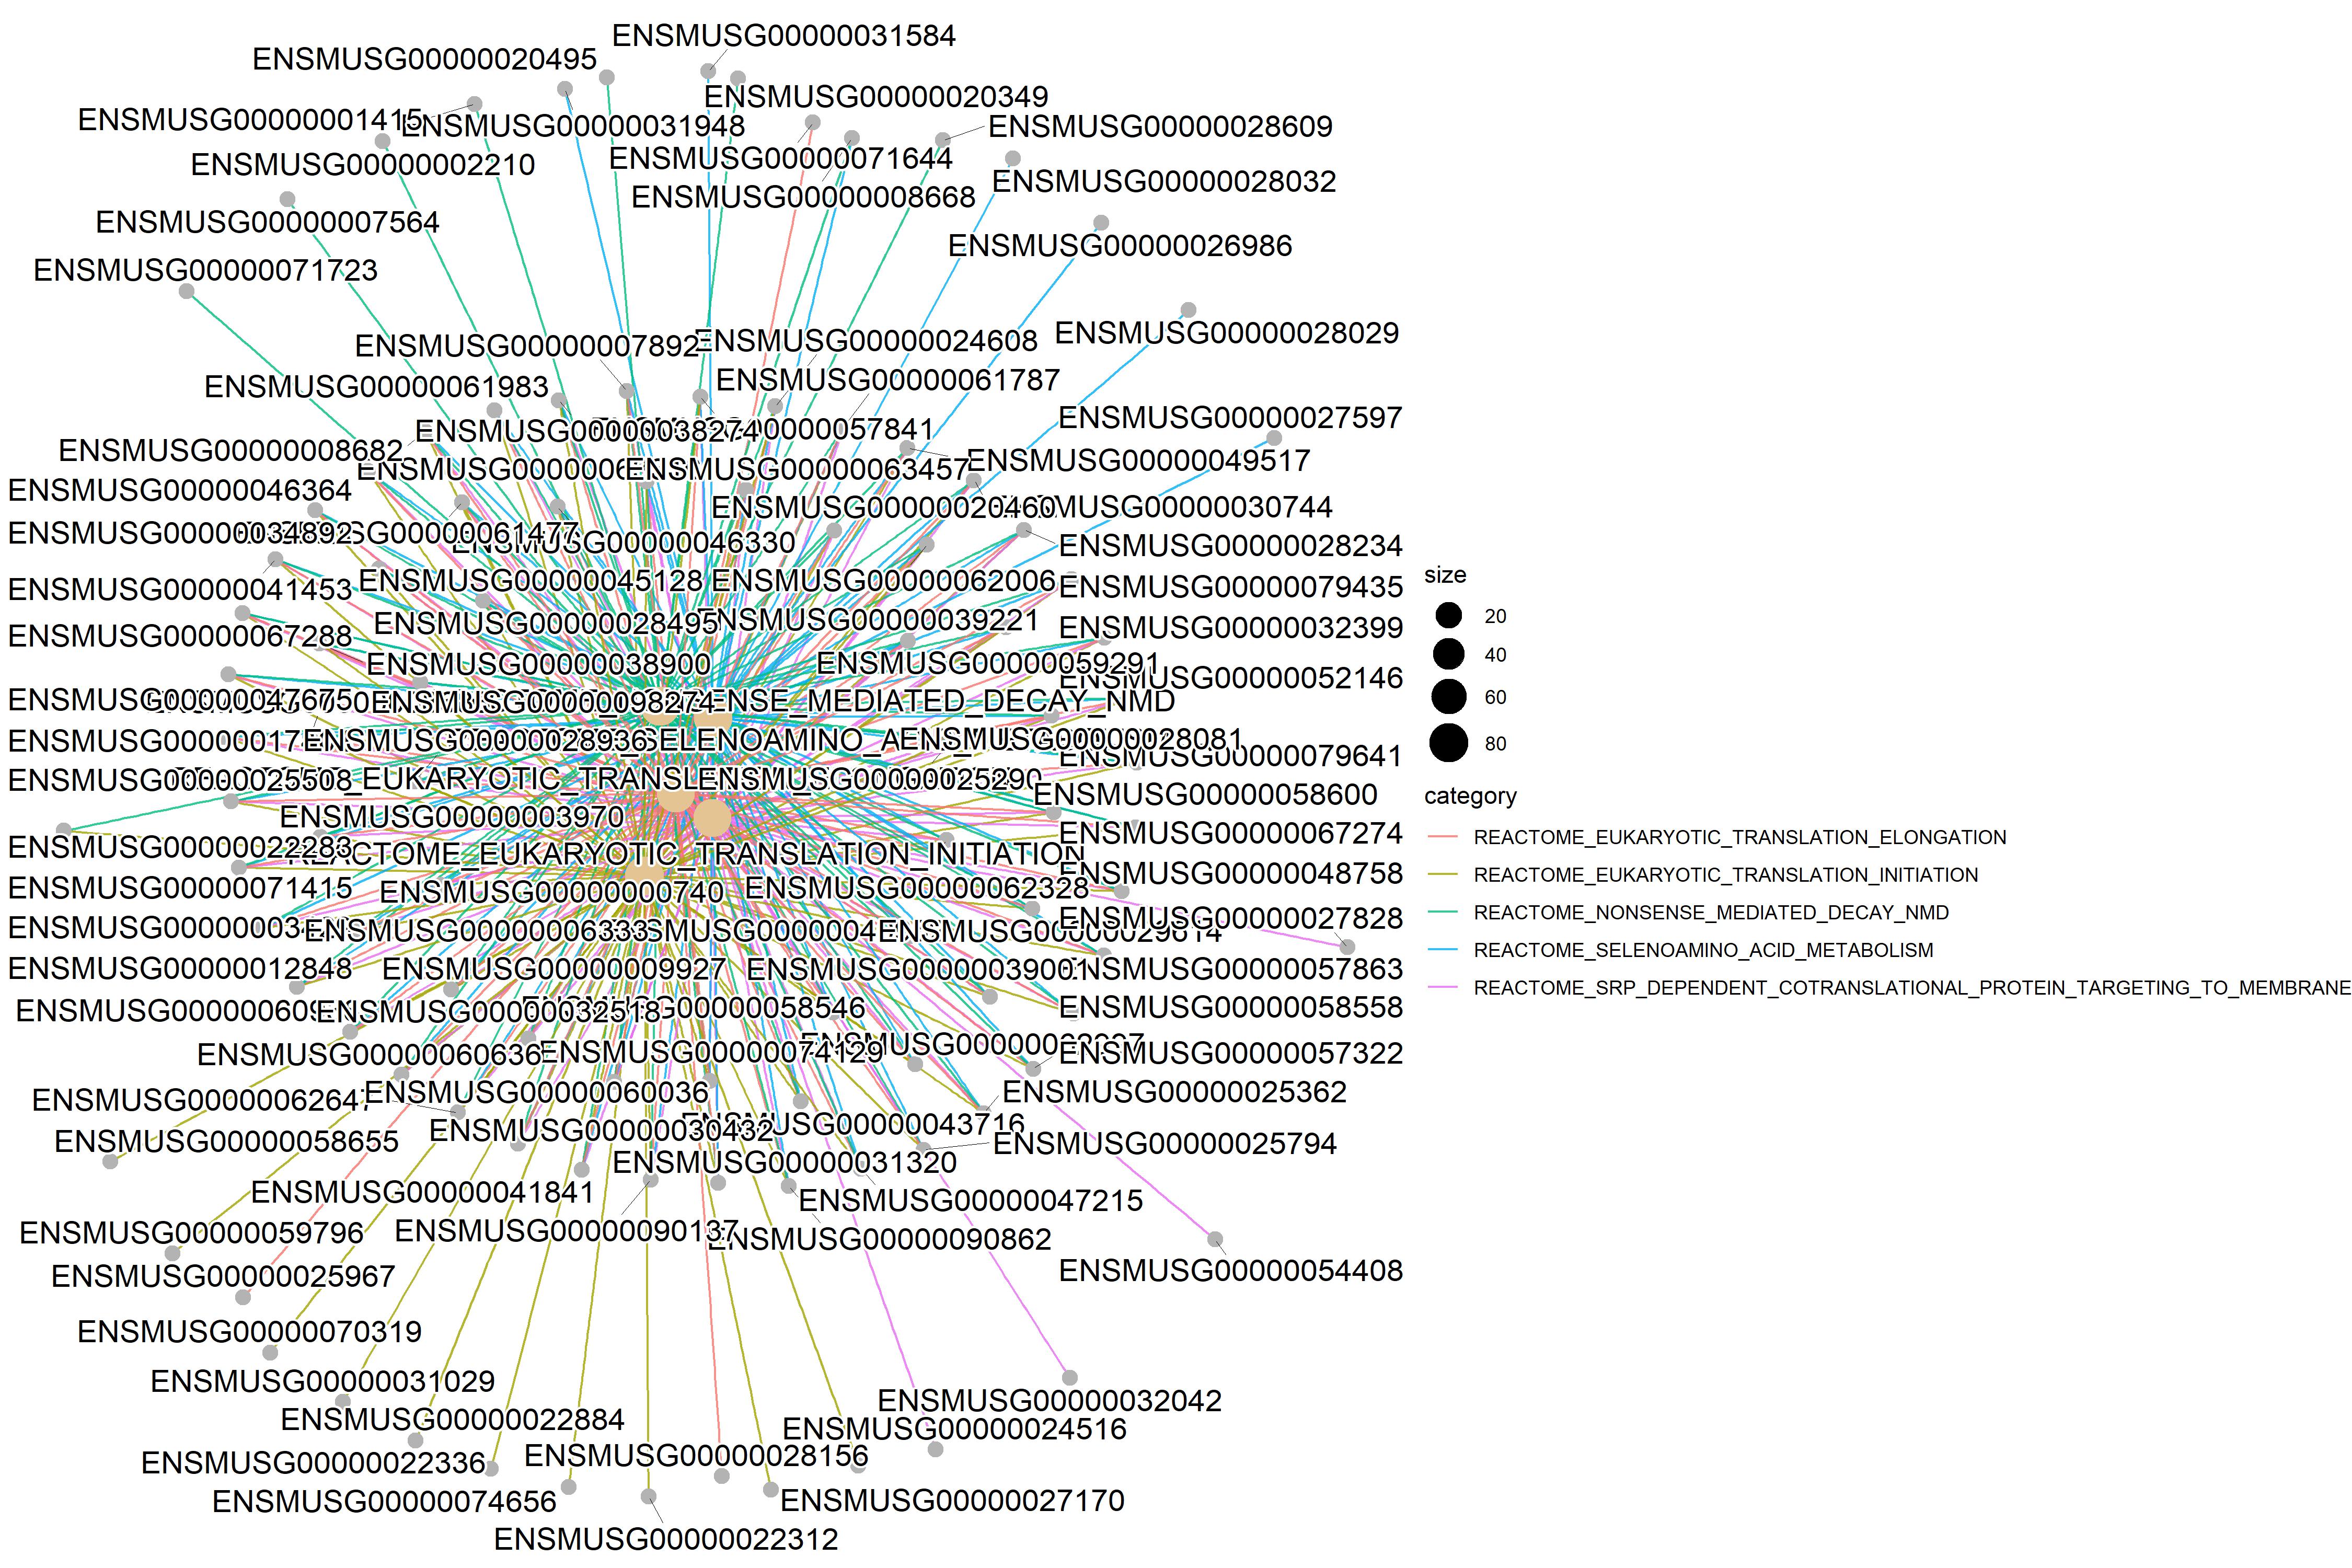 ENSMUSG00000031584
ENSMUSG00000020495
ENSMUSG00000020349
ENSMUSG00000001415
ENSMUSG00000031948
ENSMUSG00000028609
ENSMUSG00000002210
ENSMUSG00000071644
ENSMUSG00000028032
ENSMUSG00000008668
ENSMUSG00000007564
ENSMUSG00000026986
ENSMUSG00000071723
ENSMUSG00000028029
ENSMUSG00000007892
ENSMUSG00000024608
ENSMUSG00000061983
ENSMUSG00000061787
ENSMUSG00000027597
ENSMUSG00000038274
ENSMUSG00000057841
ENSMUSG00000008682
ENSMUSG00000063457
ENSMUSG00000049517
ENSMUSG00000046364
ENSMUSG00000020460
ENSMUSG00000030744
ENSMUSG00000034892
ENSMUSG00000061477
ENSMUSG00000046330
ENSMUSG00000028234
ENSMUSG00000041453
ENSMUSG00000045128
ENSMUSG00000062006
ENSMUSG00000079435
ENSMUSG00000067288
ENSMUSG00000028495
ENSMUSG00000039221
ENSMUSG00000032399
ENSMUSG00000038900
ENSMUSG00000059291
ENSMUSG00000052146
ENSMUSG00000047675
ENSMUSG00000098274
ENSE_MEDIATED_DECAY_NMD
ENSMUSG00000028936
ENSMUSG00000028081
ENSMUSG00000079641
ENSMUSG00000025508
ENSMUSG00000025290
ENSMUSG00000058600
ENSMUSG00000003970
ENSMUSG00000067274
ENSMUSG00000022283
REACTOME_EUKARYOTIC_TRANSLATION_INITIATION
ENSMUSG00000048758
ENSMUSG00000071415
ENSMUSG00000000740
ENSMUSG00000062328
ENSMUSG00000027828
ENSMUSG00000006333
ENSMUSG00000029614
ENSMUSG00000012848
ENSMUSG00000009927
ENSMUSG00000039001
ENSMUSG00000057863
ENSMUSG00000032518
ENSMUSG00000058546
ENSMUSG00000058558
ENSMUSG00000060636
ENSMUSG00000074129
ENSMUSG00000057322
ENSMUSG00000062647
ENSMUSG00000060036
ENSMUSG00000025362
ENSMUSG00000058655
ENSMUSG00000030432
ENSMUSG00000043716
ENSMUSG00000025794
ENSMUSG00000031320
ENSMUSG00000041841
ENSMUSG00000047215
ENSMUSG00000059796
ENSMUSG00000090137
ENSMUSG00000090862
ENSMUSG00000025967
ENSMUSG00000054408
ENSMUSG00000070319
ENSMUSG00000031029
ENSMUSG00000032042
ENSMUSG00000022884
ENSMUSG00000024516
ENSMUSG00000022336
ENSMUSG00000028156
ENSMUSG00000074656
ENSMUSG00000027170
ENSMUSG00000022312
size
20
40
60
80
category
REACTOME_EUKARYOTIC_TRANSLATION_ELONGATION
REACTOME_EUKARYOTIC_TRANSLATION_INITIATION
REACTOME_NONSENSE_MEDIATED_DECAY_NMD
REACTOME_SELENOAMINO_ACID_METABOLISM
REACTOME_SRP_DEPENDENT_COTRANSLATIONAL_PROTEIN_TARGETING_TO_MEMBRANE